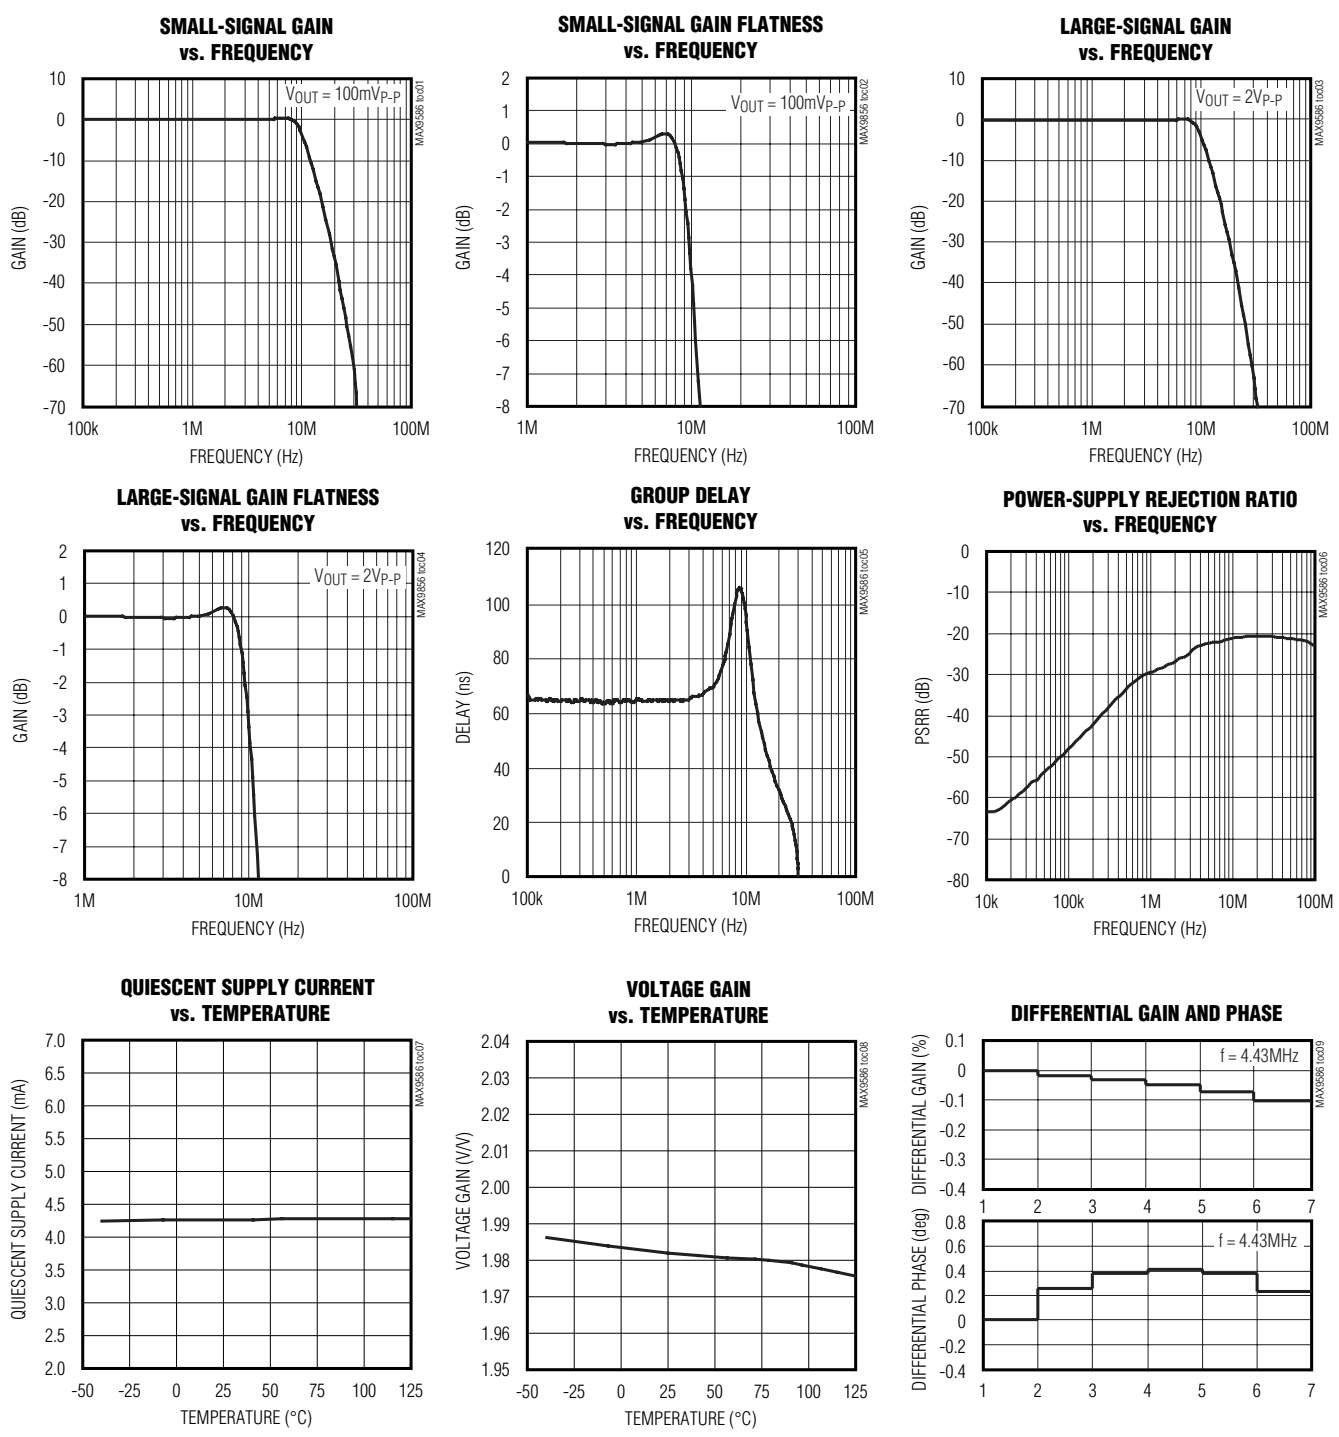 SMALL-SIGNAL GAIN
vs. FREQUENCY
VOUT = 100mVP-P
MAX9586 toc01
GAIN (dB)
10
0
-10
-20
-30
-40
-50
-60
-70
100k 1M 10M 100M
FREQUENCY (Hz)
SMALL-SIGNAL GAIN FLATNESS
vs. FREQUENCY
VOUT = 100mVP-P
MAX9856 toc02
GAIN (dB)
2
1
0
-1
-2
-3
-4
-5
-6
-7
-8
1M 10M 100M
FREQUENCY (Hz)
LARGE-SIGNAL GAIN
vs. FREQUENCY
VOUT = 2VP-P
MAX9586 toc03
GAIN (dB)
10
0
-10
-20
-30
-40
-50
-60
-70
100k 1M 10M 100M
FREQUENCY (Hz)
LARGE-SIGNAL GAIN FLATNESS
vs. FREQUENCY
VOUT = 2VP-P
MAX9856 toc04
GAIN (dB)
2
1
0
-1
-2
-3
-4
-5
-6
-7
-8
1M 10M 100M
FREQUENCY (Hz)
GROUP DELAY
vs. FREQUENCY
MAX9586 toc05
DELAY (ns)
120
100
80
60
40
20
0
100k 1M 10M 100M
FREQUENCY (Hz)
POWER-SUPPLY REJECTION RATIO
vs. FREQUENCY
MAX9586 toc06
PSRR (dB)
0
-10
-20
-30
-40
-50
-60
-70
-80
10k 100k 1M 10M 100M
FREQUENCY (Hz)
QUIESCENT SUPPLY CURRENT
vs. TEMPERATURE
MAX9586 toc07
QUIESCENT SUPPLY CURRENT (mA)
7.0
6.5
6.0
5.5
5.0
4.5
4.0
3.5
3.0
2.5
2.0
-50 -25 0 25 50 75 100 125
TEMPERATURE (°C)
VOLTAGE GAIN
vs. TEMPERATURE
MAX9586 toc08
VOLTAGE GAIN (V/V)
2.04
2.03
2.02
2.01
2.00
1.99
1.98
1.97
1.96
1.95
-50 -25 0 25 50 75 100 125
TEMPERATURE (°C)
DIFFERENTIAL GAIN AND PHASE
MAX9586 toc09
DIFFERENTIAL GAIN (%)
0.1
0
-0.1
-0.2
-0.3
-0.4
f = 4.43MHz
1 2 3 4 5 6 7
DIFFERENTIAL PHASE (deg)
0.8
0.6
0.4
0.2
0
-0.2
-0.4
f = 4.43MHz
1 2 3 4 5 6 7